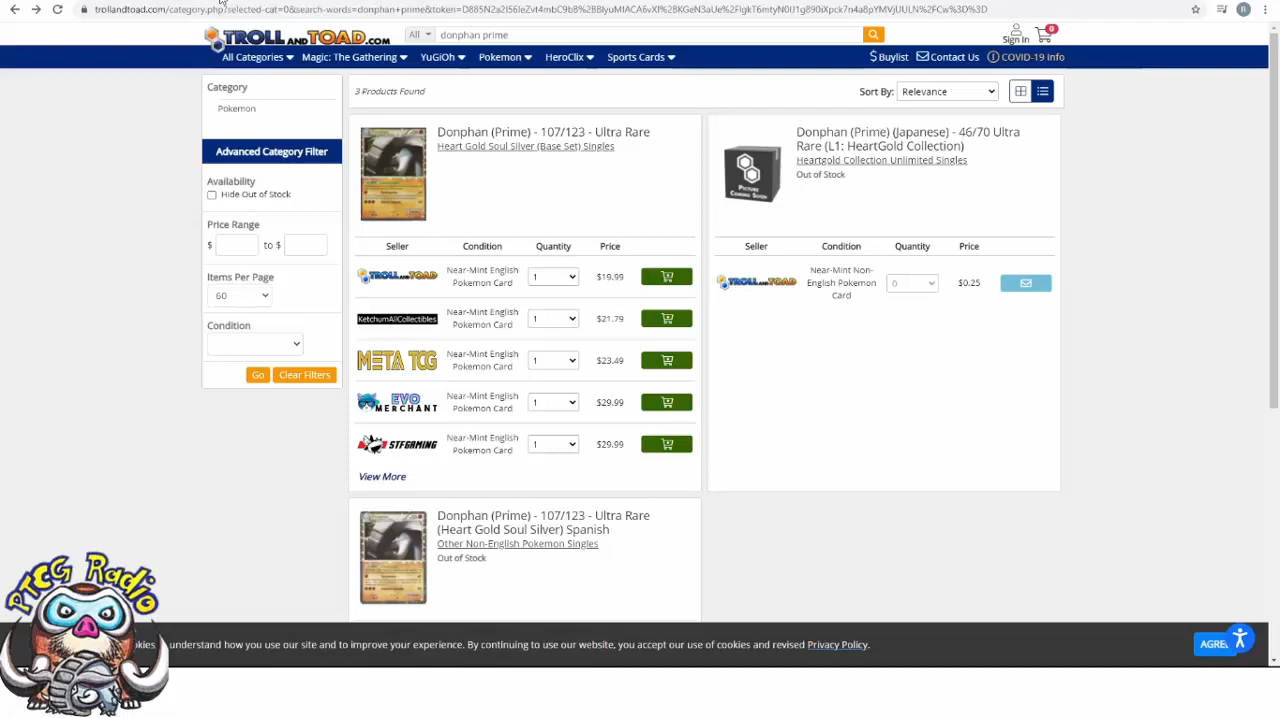 trollandtoad.com/category.php?selected-cat=0&search-words=donphan+prime&token=
TROLL AND TOAD.COM
All
donphan prime
Sign In
0
All Categories
Magic: The Gathering
YuGiOh
Pokemon
HeroClix
Sports Cards
$ Buylist
Contact Us
COVID-19 Info
Category
Pokemon
Advanced Category Filter
Availability
Hide Out of Stock
Price Range
$ to $
Items Per Page
60
Condition
Go
Clear Filters
3 Products Found
Sort By:
Relevance
Donphan (Prime) - 107/123 - Ultra Rare
Heart Gold Soul Silver (Base Set) Singles
Seller Condition Quantity Price
TROLL AND TOAD
Near-Mint English
Pokemon Card
1
$19.99
KetchumAllCollectibles
Near-Mint English
Pokemon Card
1
$21.79
META TCG
Near-Mint English
Pokemon Card
1
$23.49
EVO
MERCHANT
Near-Mint English
Pokemon Card
1
$29.99
STFGAMING
Near-Mint English
Pokemon Card
1
$29.99
View More
Donphan (Prime) (Japanese) - 46/70 Ultra
Rare (L1: HeartGold Collection)
Heartgold Collection Unlimited Singles
Out of Stock
PICTURE
COMING SOON
Seller Condition Quantity Price
TROLL AND TOAD
Near-Mint Non-
English Pokemon
Card
0
$0.25
Donphan (Prime) - 107/123 - Ultra Rare
(Heart Gold Soul Silver) Spanish
Other Non-English Pokemon Singles
Out of Stock
PTCG Radio
understand how you use our site and to improve your experience. By continuing to use our website, you accept our use of cookies and revised Privacy Policy.